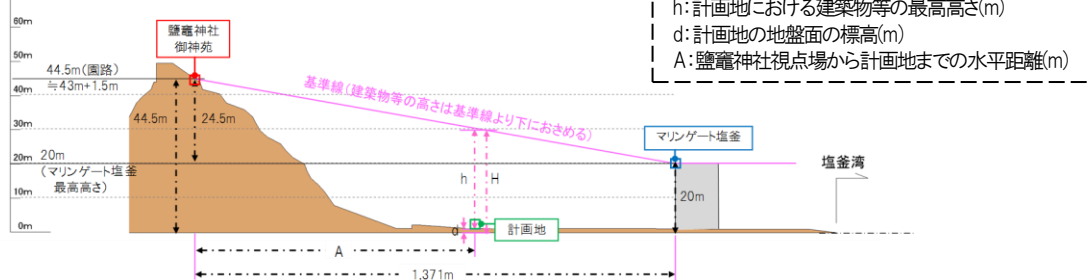 h:計画地における建築物等の最高高さ(m)
d:計画地の地盤面の標高(m)
A:鹽竈神社視点場から計画地までの水平距離(m)
60m
50m
40m
30m
20m
10m
0m
鹽竈神社
御神苑
44.5m(園路)
≒43m+1.5m
44.5m
24.5m
基準線(建築物等の高さは基準線より下におさめる)
マリンゲート塩釜
20m
(マリンゲート塩釜
最高高さ)
塩釜湾
h
H
20m
d
計画地
A
1,371m